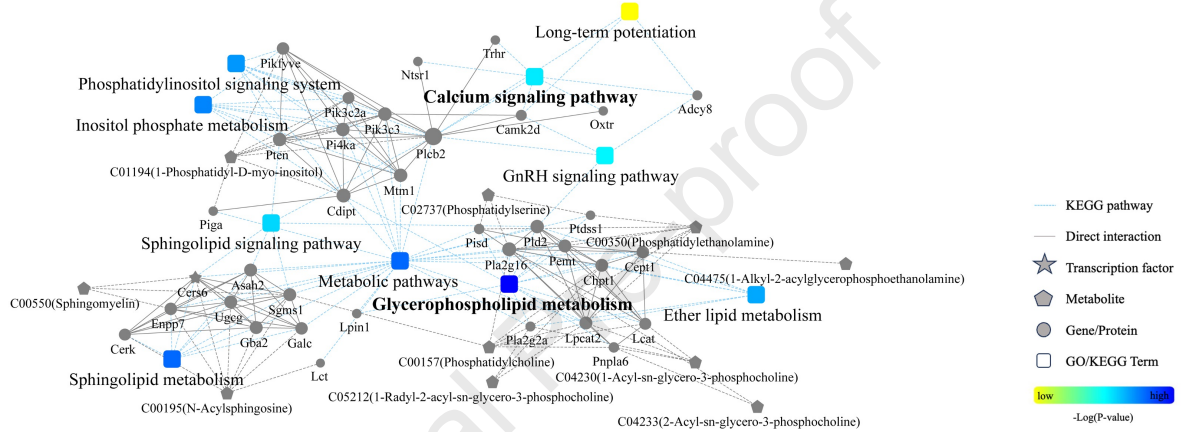 Long-term potentiation
Trhr
Pikfyve
Ntsr1
Phosphatidylinositol signaling system
Calcium signaling pathway
Adcy8
Pik3c2a
Oxtr
Inositol phosphate metabolism
Pik3c3
Camk2d
Pi4ka
Plcb2
Pten
C01194(1-Phosphatidyl-D-myo-inositol)
GnRH signaling pathway
Mtm1
Cdipt
C02737(Phosphatidylserine)
Piga
Ptdss1
Sphingolipid signaling pathway
Pisd
Pld2
C00350(Phosphatidylethanolamine)
Pemt
Pla2g16
Cept1
Metabolic pathways
Chpt1
C04475(1-Alkyl-2-acylglycerophosphoethanolamine)
Asah2
Cers6
C00550(Sphingomyelin)
Glycerophospholipid metabolism
Sgms1
Ether lipid metabolism
Enpp7
Ugcg
Lpin1
Cerk
Gba2
Galc
Pla2g2a
Lpcat2
Lcat
C00157(Phosphatidylcholine)
Pnpla6
Sphingolipid metabolism
Lct
C04230(1-Acyl-sn-glycero-3-phosphocholine)
C05212(1-Radyl-2-acyl-sn-glycero-3-phosphocholine)
C00195(N-Acylsphingosine)
C04233(2-Acyl-sn-glycero-3-phosphocholine)
KEGG pathway
Direct interaction
Transcription factor
Metabolite
Gene/Protein
GO/KEGG Term
low high
-Log(P-value)
al proof